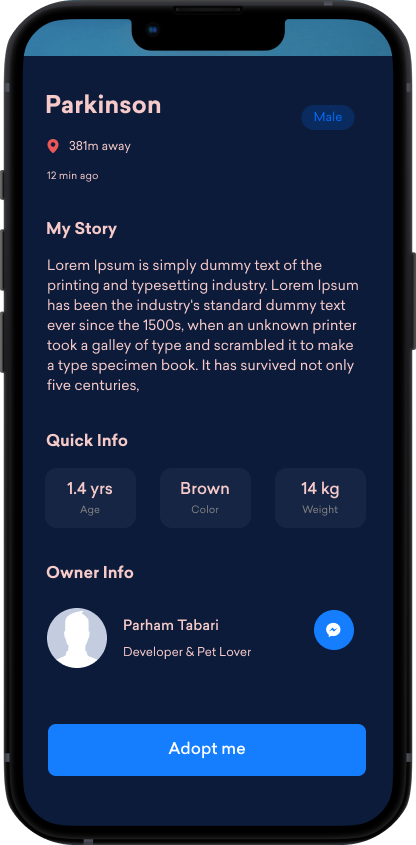 Parkinson
Male
381m away
12 min ago
My Story
Lorem Ipsum is simply dummy text of the
printing and typesetting industry. Lorem Ipsum
has been the industry's standard dummy text
ever since the 1500s, when an unknown printer
took a galley of type and scrambled it to make
a type specimen book. It has survived not only
five centuries,
Quick Info
1.4 yrs
Age
Brown
Color
14 kg
Weight
Owner Info
Parham Tabari
Developer & Pet Lover
Adopt me